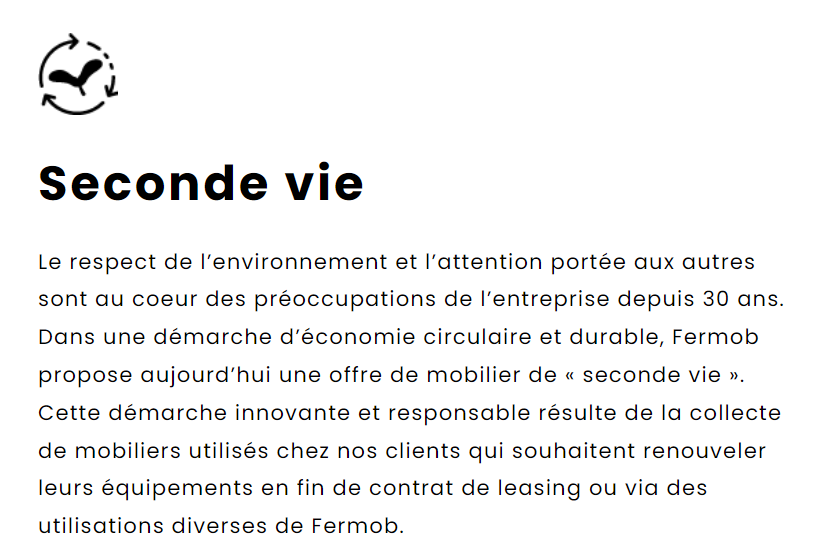 Seconde vie
Le respect de l’environnement et l’attention portée aux autres
sont au coeur des préoccupations de l’entreprise depuis 30 ans.
Dans une démarche d’économie circulaire et durable, Fermob
propose aujourd’hui une offre de mobilier de « seconde vie ».
Cette démarche innovante et responsable résulte de la collecte
de mobiliers utilisés chez nos clients qui souhaitent renouveler
leurs équipements en fin de contrat de leasing ou via des
utilisations diverses de Fermob.